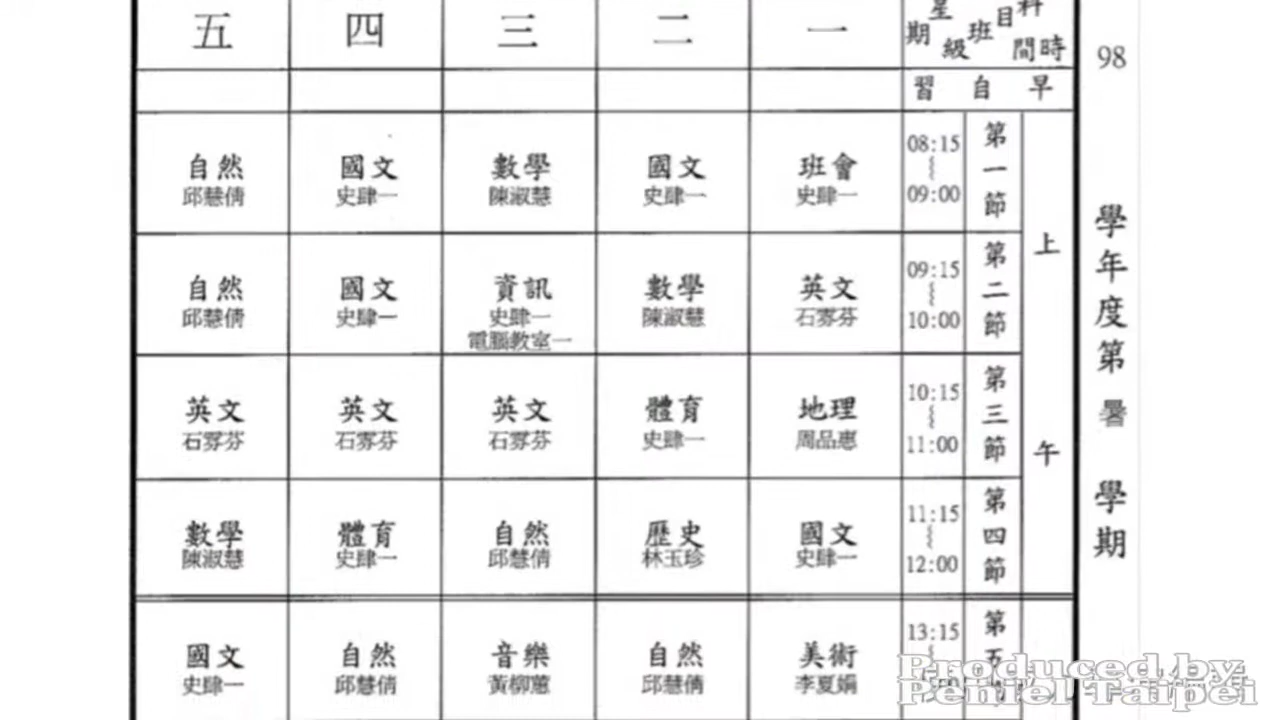 五 四 三 二 一 科目 時間 星期 班級
早自習
自然 國文 數學 國文 班會 08:15 第一節
邱慧倩 史肆一 陳淑慧 史肆一 史肆一 09:00
自然 國文 資訊 數學 英文 09:15 第二節
邱慧倩 史肆一 史肆一 陳淑慧 石雰芬 10:00
電腦教室一
上午
英文 英文 英文 體育 地理 10:15 第三節
石雰芬 石雰芬 石雰芬 史肆一 周品惠 11:00
數學 體育 自然 歷史 國文 11:15 第四節
陳淑慧 史肆一 邱慧倩 林玉珍 史肆一 12:00
國文 自然 音樂 自然 美術 13:15 第五
史肆一 邱慧倩 黃柳蕙 邱慧倩 李夏娟
98 學年度第 暑 學期
Produced by
Peniel Taipei